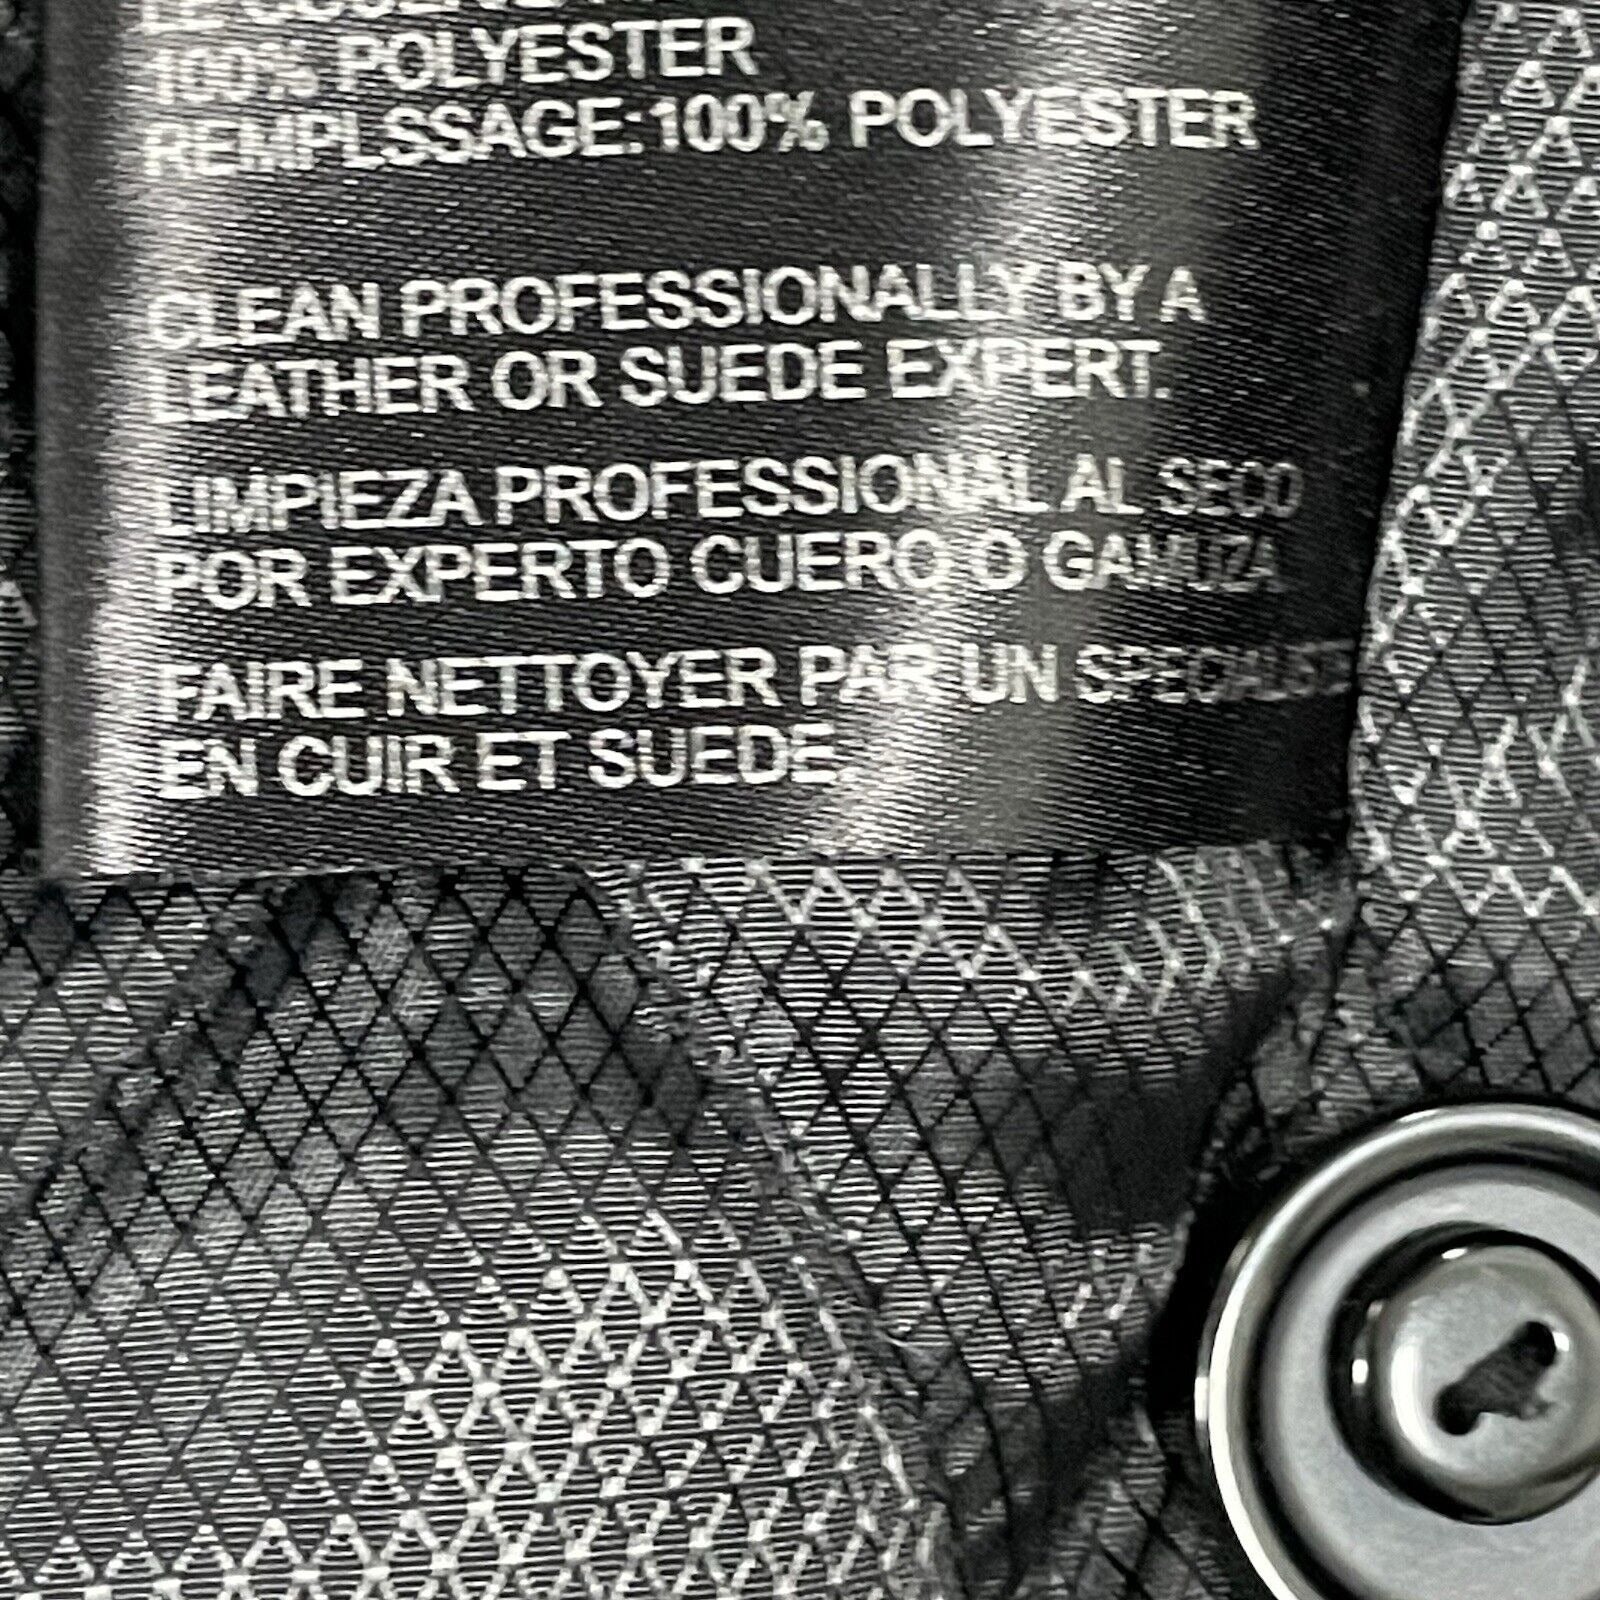 100% POLYESTER
REMPLSSAGE:100% POLYESTER
CLEAN PROFESSIONALLY BY A
LEATHER OR SUEDE EXPERT.
LIMPIEZA PROFESSIONAL AL SECO
POR EXPERTO CUERO O GAMUZA
FAIRE NETTOYER PAR UN SPECIALISTE
EN CUIR ET SUEDE.